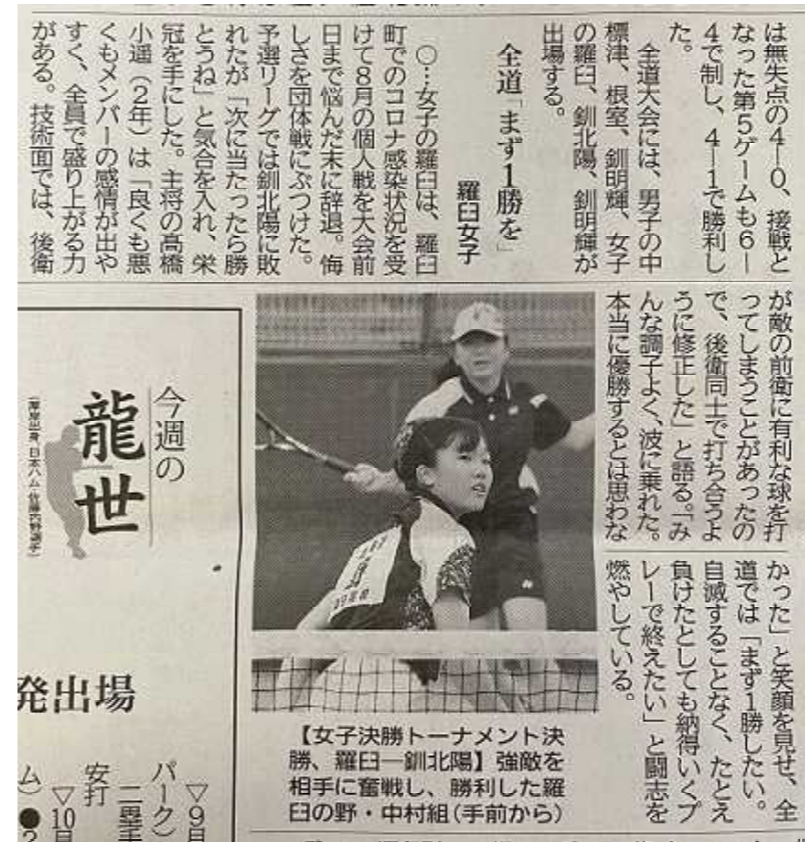 は無失点の4―0、接戦と
なった第5ゲームも6―
4で制し、4―1で勝利し
た。
全道大会には、男子の中
標津、根室、釧明輝、女子
の羅臼、釧北陽、釧明輝が
出場する。
全道「まず1勝を」
羅臼女子
○…女子の羅臼は、羅臼
町でのコロナ感染状況を受
けて8月の個人戦を大会前
日まで悩んだ末に辞退。悔
しさを団体戦にぶつけた。
予選リーグでは釧北陽に敗
れたが「次に当たったら勝
とうね」と気合を入れ、栄
冠を手にした。主将の高橋
小遥(2年)は「良くも悪
くもメンバーの感情が出や
すく、全員で盛り上がる力
がある。技術面では、後衛
が敵の前衛に有利な球を打
ってしまうことがあったの
で、後衛同士で打ち合うよ
うに修正した」と語る。「み
んな調子よく、波に乗れた。
本当に優勝するとは思わな
かった」と笑顔を見せ、全
道では「まず1勝したい。
自滅することなく、たとえ
負けたとしても納得いくプ
レーで終えたい」と闘志を
燃やしている。
【女子決勝トーナメント決
勝、羅臼―釧北陽】強敵を
相手に奮戦し、勝利した羅
臼の野・中村組(手前から)
今週の
龍世
(厚岸出身、日本ハム・佐藤内野選手)
発出場
▽9月
パーク)
二塁手
安打
▽10月
ム)●2